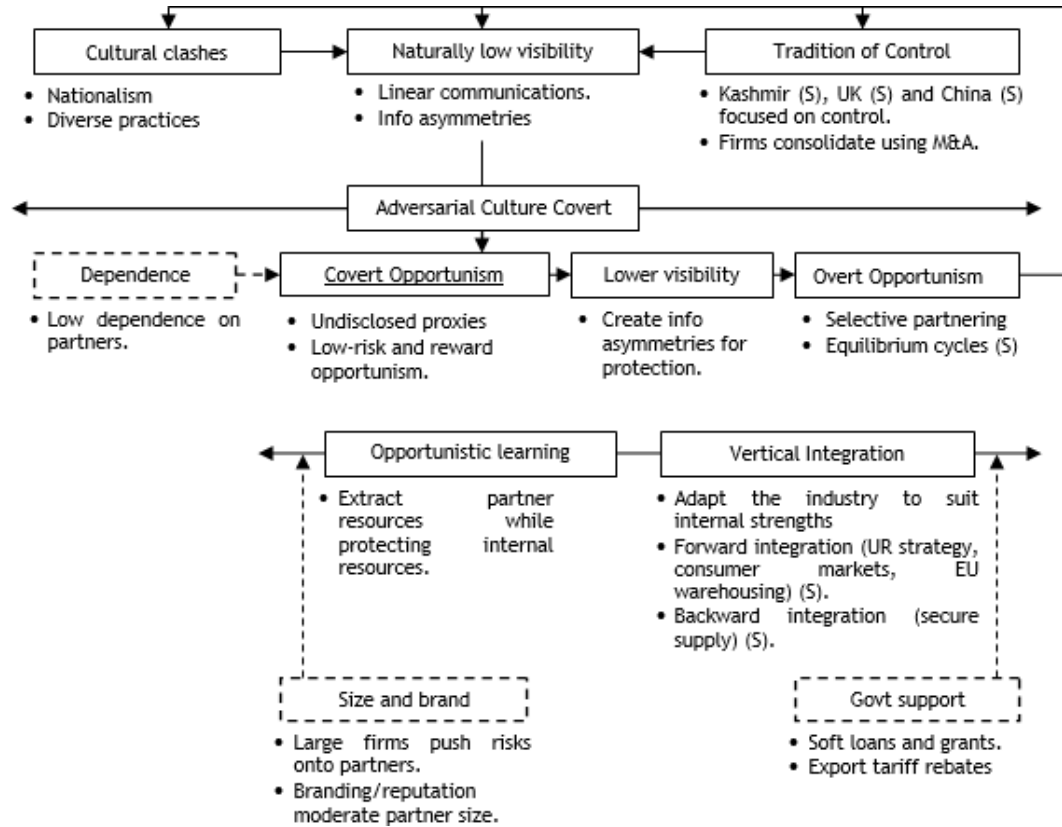 Cultural clashes
Naturally low visibility
Tradition of Control
• Nationalism
• Diverse practices
• Linear communications.
• Info asymmetries
• Kashmir (S), UK (S) and China (S)
focused on control.
• Firms consolidate using M&A.
Adversarial Culture Covert
Dependence
Covert Opportunism
Lower visibility
Overt Opportunism
• Low dependence on
partners.
• Undisclosed proxies
• Low-risk and reward
opportunism.
• Create info
asymmetries for
protection.
• Selective partnering
• Equilibrium cycles (S)
Opportunistic learning
Vertical Integration
• Extract partner
resources while
protecting internal
resources.
• Adapt the industry to suit
internal strengths
• Forward integration (UR strategy,
consumer markets, EU
warehousing) (S).
• Backward integration (secure
supply) (S).
Size and brand
Govt support
• Large firms push risks
onto partners.
• Branding/reputation
moderate partner size.
• Soft loans and grants.
• Export tariff rebates